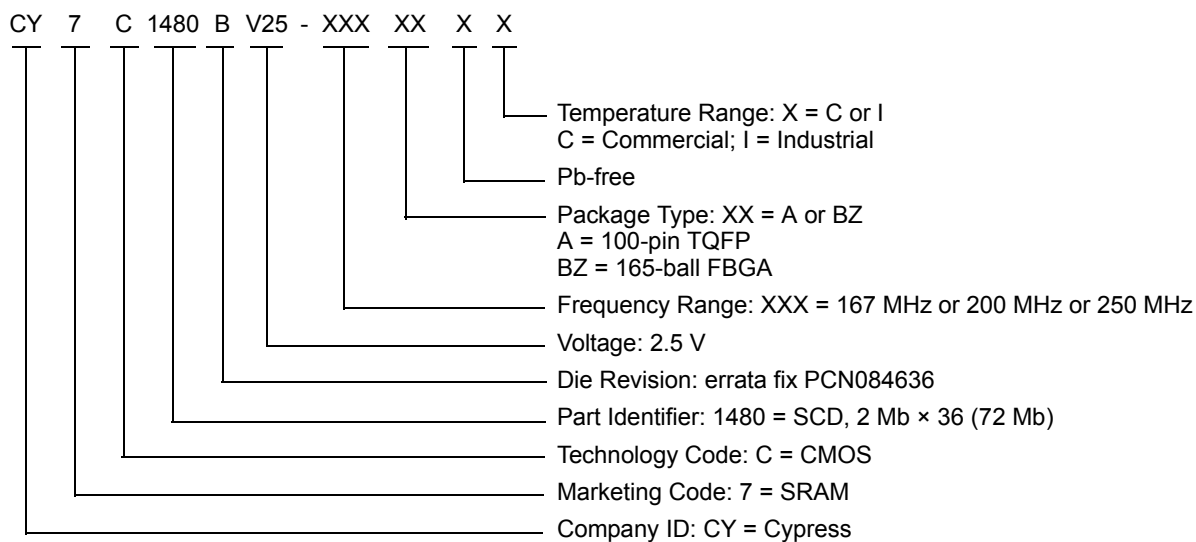 CY 7 C 1480 B V25 - XXX XX X X
Temperature Range: X = C or I
C = Commercial; I = Industrial
Pb-free
Package Type: XX = A or BZ
A = 100-pin TQFP
BZ = 165-ball FBGA
Frequency Range: XXX = 167 MHz or 200 MHz or 250 MHz
Voltage: 2.5 V
Die Revision: errata fix PCN084636
Part Identifier: 1480 = SCD, 2 Mb × 36 (72 Mb)
Technology Code: C = CMOS
Marketing Code: 7 = SRAM
Company ID: CY = Cypress